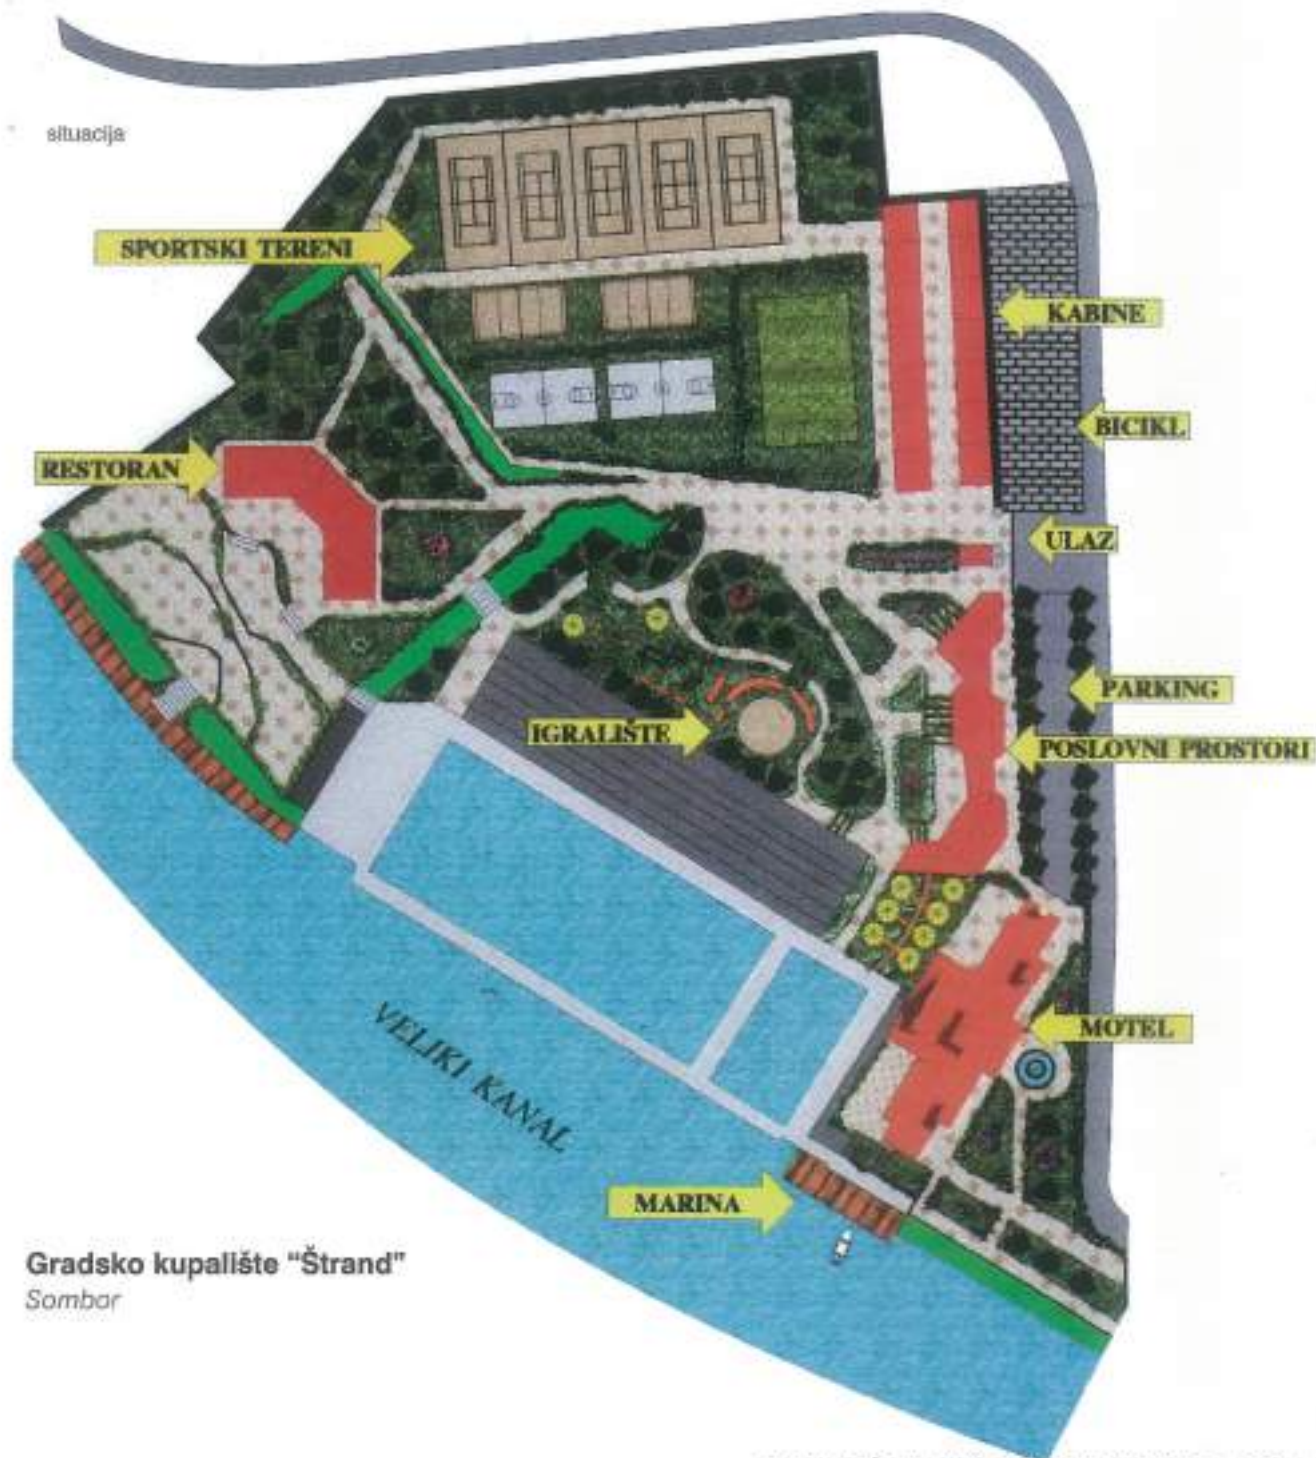 situacija
SPORTSKI TERENI
KABINE
BICIKL
RESTORAN
ULAZ
PARKING
IGRALIŠTE
POSLOVNI PROSTORI
MOTEL
VELIKI KANAL
MARINA
Gradsko kupalište "Štrand"
Sombor